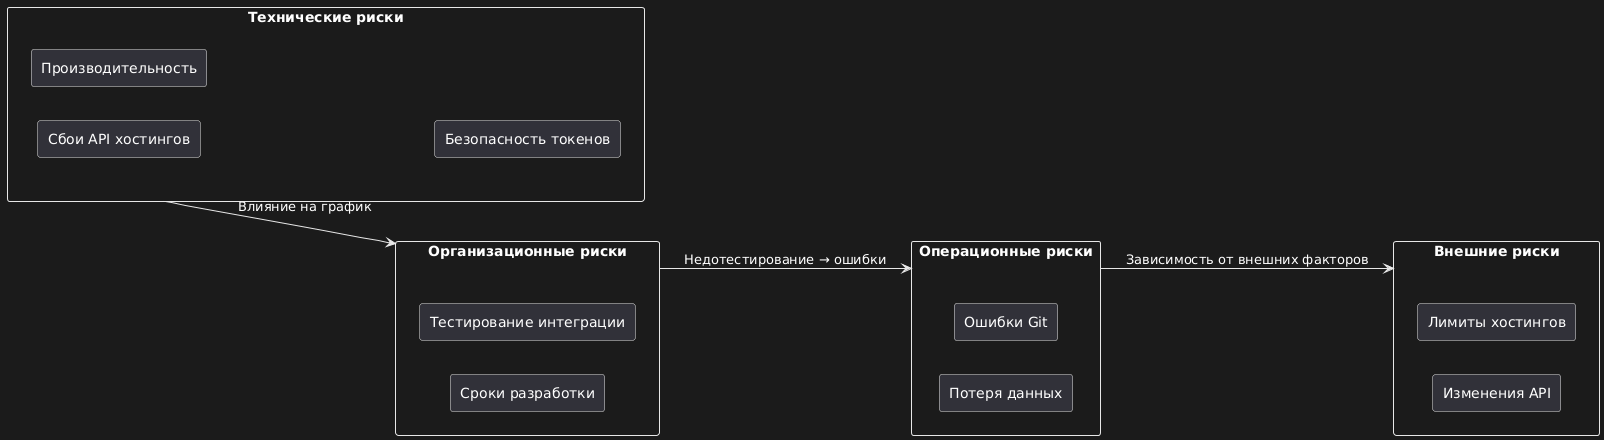 Технические риски
Производительность
Сбои API хостингов
Безопасность токенов
Влияние на график
Организационные риски
Тестирование интеграции
Сроки разработки
Недотестирование → ошибки
Операционные риски
Ошибки Git
Потеря данных
Зависимость от внешних факторов
Внешние риски
Лимиты хостингов
Изменения API